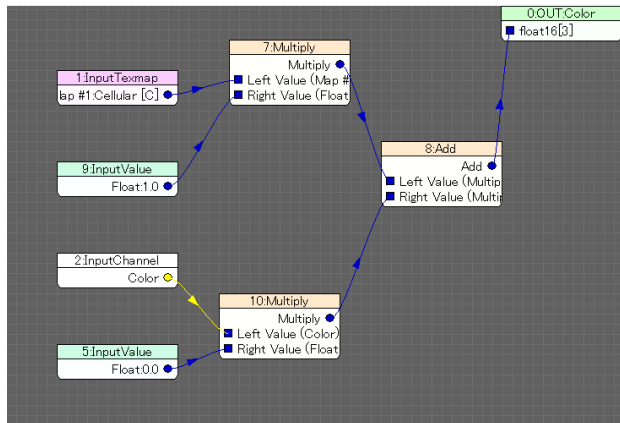 0:OUT:Color
float16[3]
7:Multiply
Multiply
Left Value (Map #
Right Value (Float
1:InputTexmap
ap #1:Cellular [C]
8:Add
Add
Left Value (Multip
Right Value (Multip
9:InputValue
Float:1.0
2:InputChannel
Color
10:Multiply
Multiply
Left Value (Color)
Right Value (Float
5:InputValue
Float:0.0